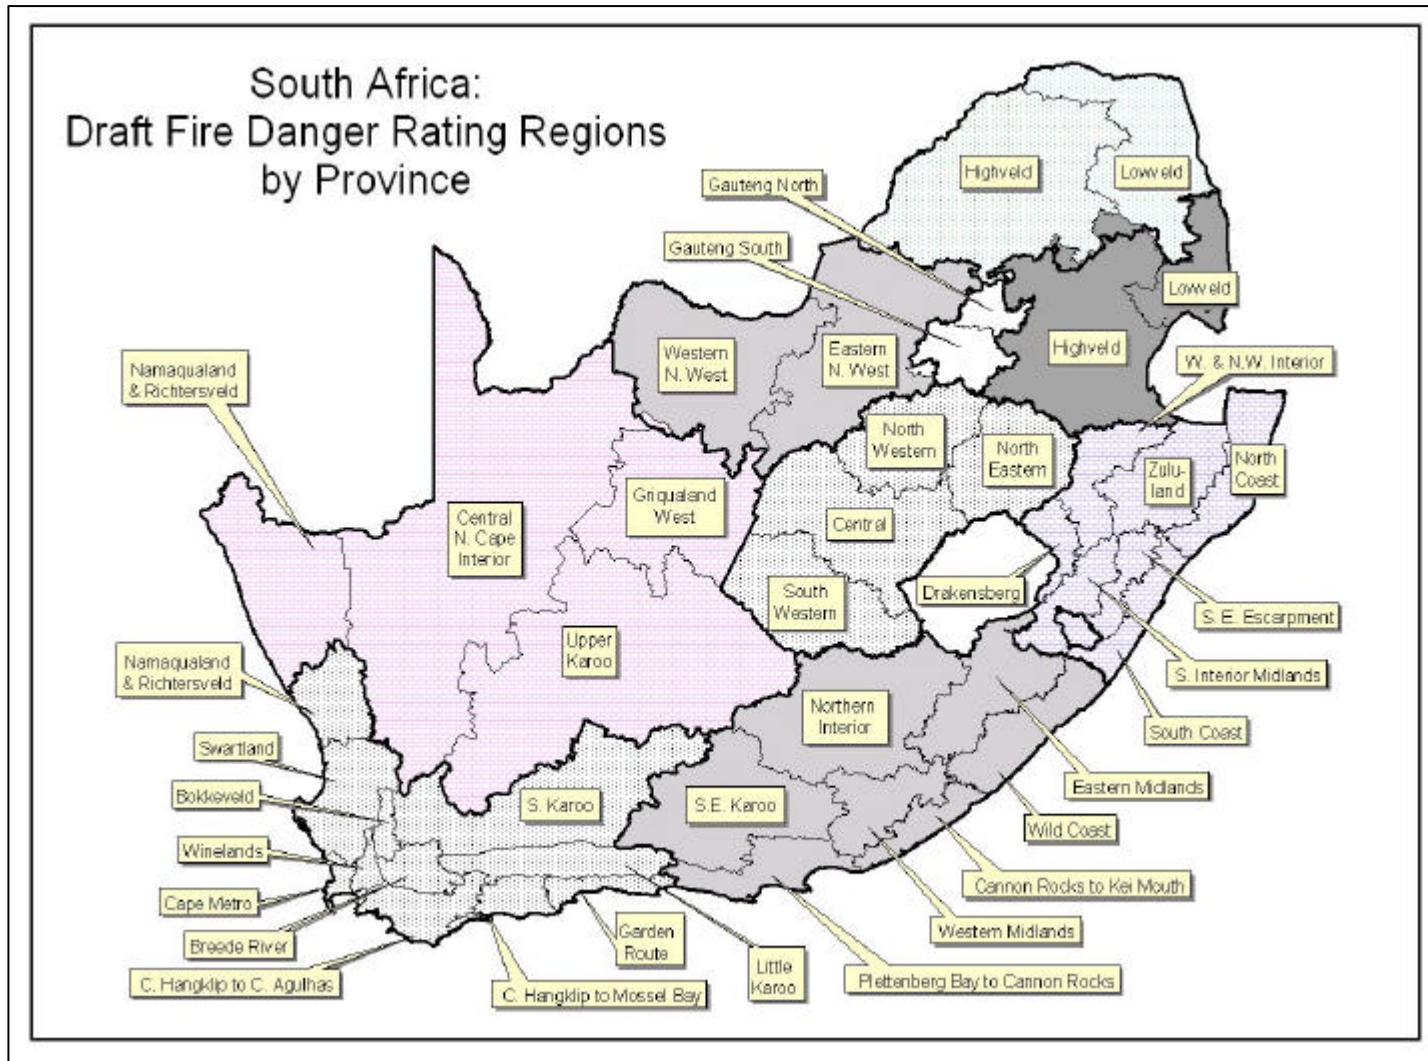 South Africa:
Draft Fire Danger Rating Regions
by Province
Highveld
Lowveld
Gauteng North
Gauteng South
Lowveld
Highveld
Western
N. West
Eastern
N. West
W. & N.W. Interior
Namaqualand
& Richtersveld
North
Western
North
Eastern
Zulu-
land
North
Coast
Griqualand
West
Central
N. Cape
Interior
Central
Drakensberg
South
Western
S. E. Escarpment
Upper
Karoo
S. Interior Midlands
Namaqualand
& Richtersveld
Northern
Interior
South Coast
Swartland
Eastern Midlands
Bokkeveld
S. Karoo
S.E. Karoo
Wild Coast
Winelands
Cannon Rocks to Kei Mouth
Cape Metro
Western Midlands
Breede River
Garden
Route
Little
Karoo
Plettenberg Bay to Cannon Rocks
C. Hangklip to C. Agulhas
C. Hangklip to Mossel Bay